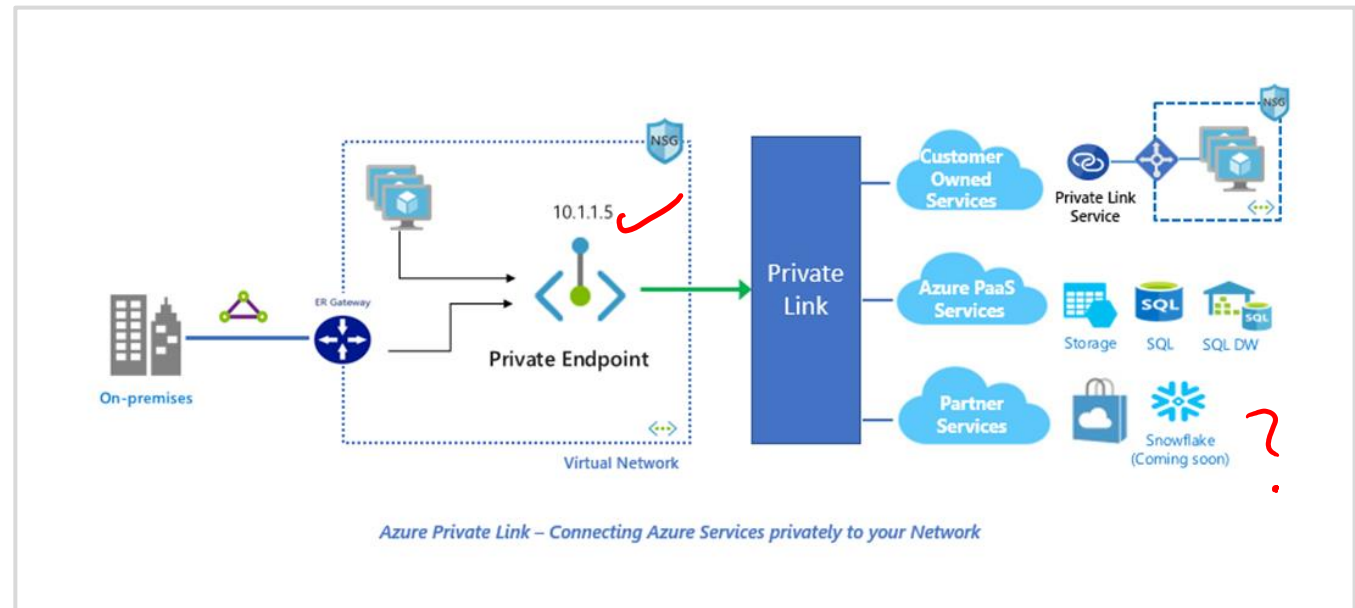 NSG
NSG
Customer
Owned
Services
Private Link
Service
10.1.1.5
ER Gateway
Private
Link
Azure PaaS
Services
SQL
SQL
Storage
SQL
SQL DW
Private Endpoint
On-premises
Partner
Services
Snowflake
(Coming soon)
?
Virtual Network
Azure Private Link – Connecting Azure Services privately to your Network